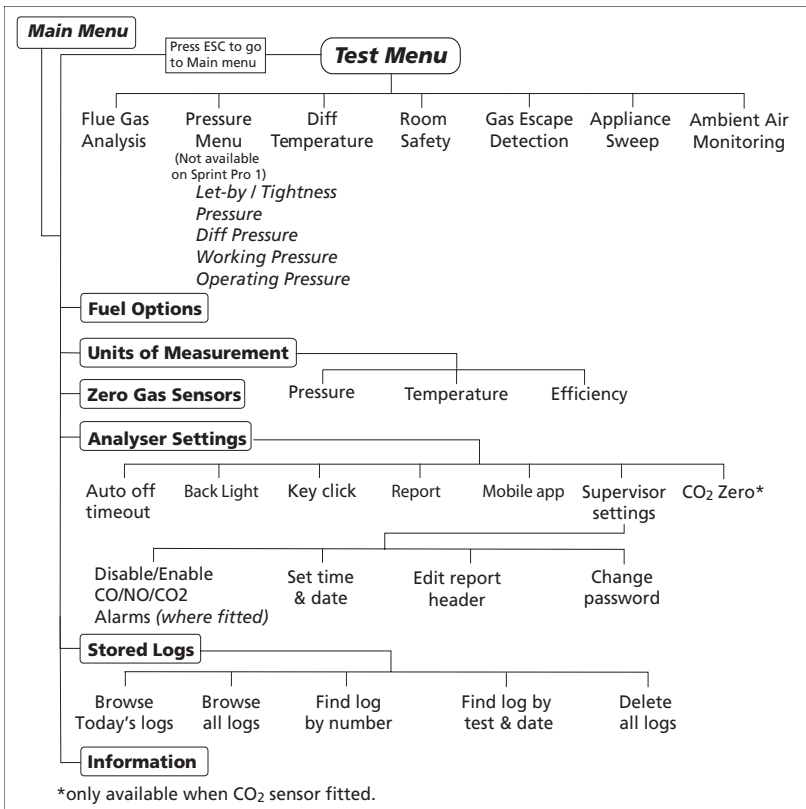 Main Menu
Press ESC to go
to Main menu
Test Menu
Flue Gas
Analysis
Pressure
Menu
(Not available
on Sprint Pro 1)
Let-by / Tightness
Pressure
Diff Pressure
Working Pressure
Operating Pressure
Diff
Temperature
Room
Safety
Gas Escape
Detection
Appliance
Sweep
Ambient Air
Monitoring
Fuel Options
Units of Measurement
Pressure
Temperature
Efficiency
Zero Gas Sensors
Analyser Settings
Auto off
timeout
Back Light
Key click
Report
Mobile app
Supervisor
settings
CO₂ Zero*
Disable/Enable
CO/NO/CO2
Alarms (where fitted)
Set time
& date
Edit report
header
Change
password
Stored Logs
Browse
Today's logs
Browse
all logs
Find log
by number
Find log by
test & date
Delete
all logs
Information
*only available when CO₂ sensor fitted.